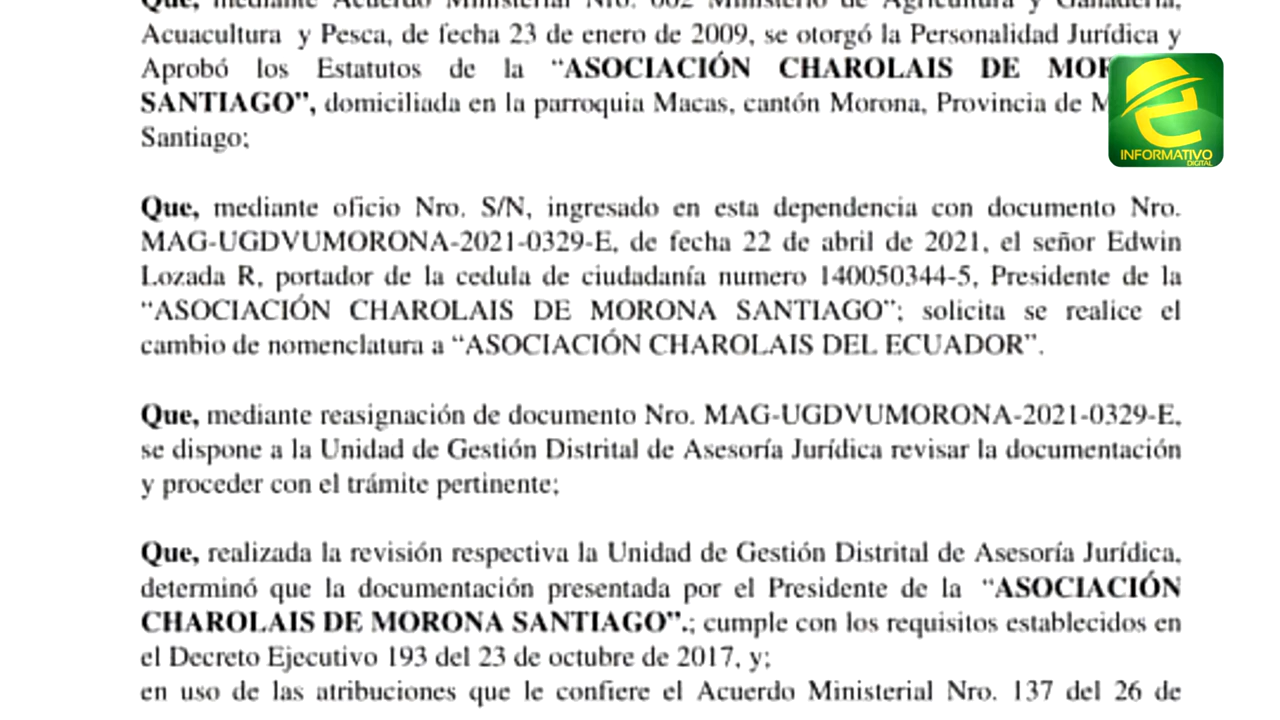 Que, mediante Acuerdo Ministerial Nro. 002 Ministerio de Agricultura y Ganadería,
Acuacultura y Pesca, de fecha 23 de enero de 2009, se otorgó la Personalidad Jurídica y
Aprobó los Estatutos de la “ASOCIACIÓN CHAROLAIS DE MOR
SANTIAGO”, domiciliada en la parroquia Macas, cantón Morona, Provincia de M
Santiago;
INFORMATIVO
DIGITAL
Que, mediante oficio Nro. S/N, ingresado en esta dependencia con documento Nro.
MAG-UGDVUMORONA-2021-0329-E, de fecha 22 de abril de 2021, el señor Edwin
Lozada R, portador de la cedula de ciudadanía numero 140050344-5, Presidente de la
“ASOCIACIÓN CHAROLAIS DE MORONA SANTIAGO”; solicita se realice el
cambio de nomenclatura a “ASOCIACIÓN CHAROLAIS DEL ECUADOR”.
Que, mediante reasignación de documento Nro. MAG-UGDVUMORONA-2021-0329-E,
se dispone a la Unidad de Gestión Distrital de Asesoría Jurídica revisar la documentación
y proceder con el trámite pertinente;
Que, realizada la revisión respectiva la Unidad de Gestión Distrital de Asesoría Jurídica,
determinó que la documentación presentada por el Presidente de la “ASOCIACIÓN
CHAROLAIS DE MORONA SANTIAGO”.; cumple con los requisitos establecidos en
el Decreto Ejecutivo 193 del 23 de octubre de 2017, y;
en uso de las atribuciones que le confiere el Acuerdo Ministerial Nro. 137 del 26 de